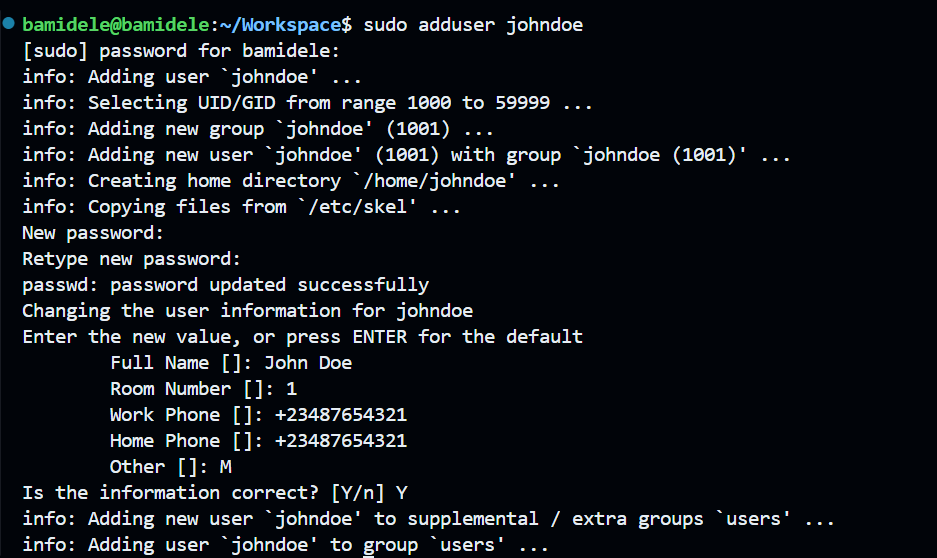 bamidele@bamidele:~/Workspace$ sudo adduser johndoe
[sudo] password for bamidele:
info: Adding user `johndoe' ...
info: Selecting UID/GID from range 1000 to 59999 ...
info: Adding new group `johndoe' (1001) ...
info: Adding new user `johndoe' (1001) with group `johndoe (1001)' ...
info: Creating home directory `/home/johndoe' ...
info: Copying files from `/etc/skel' ...
New password:
Retype new password:
passwd: password updated successfully
Changing the user information for johndoe
Enter the new value, or press ENTER for the default
        Full Name []: John Doe
        Room Number []: 1
        Work Phone []: +23487654321
        Home Phone []: +23487654321
        Other []: M
Is the information correct? [Y/n] Y
info: Adding new user `johndoe' to supplemental / extra groups `users' ...
info: Adding user `johndoe' to group `users' ...